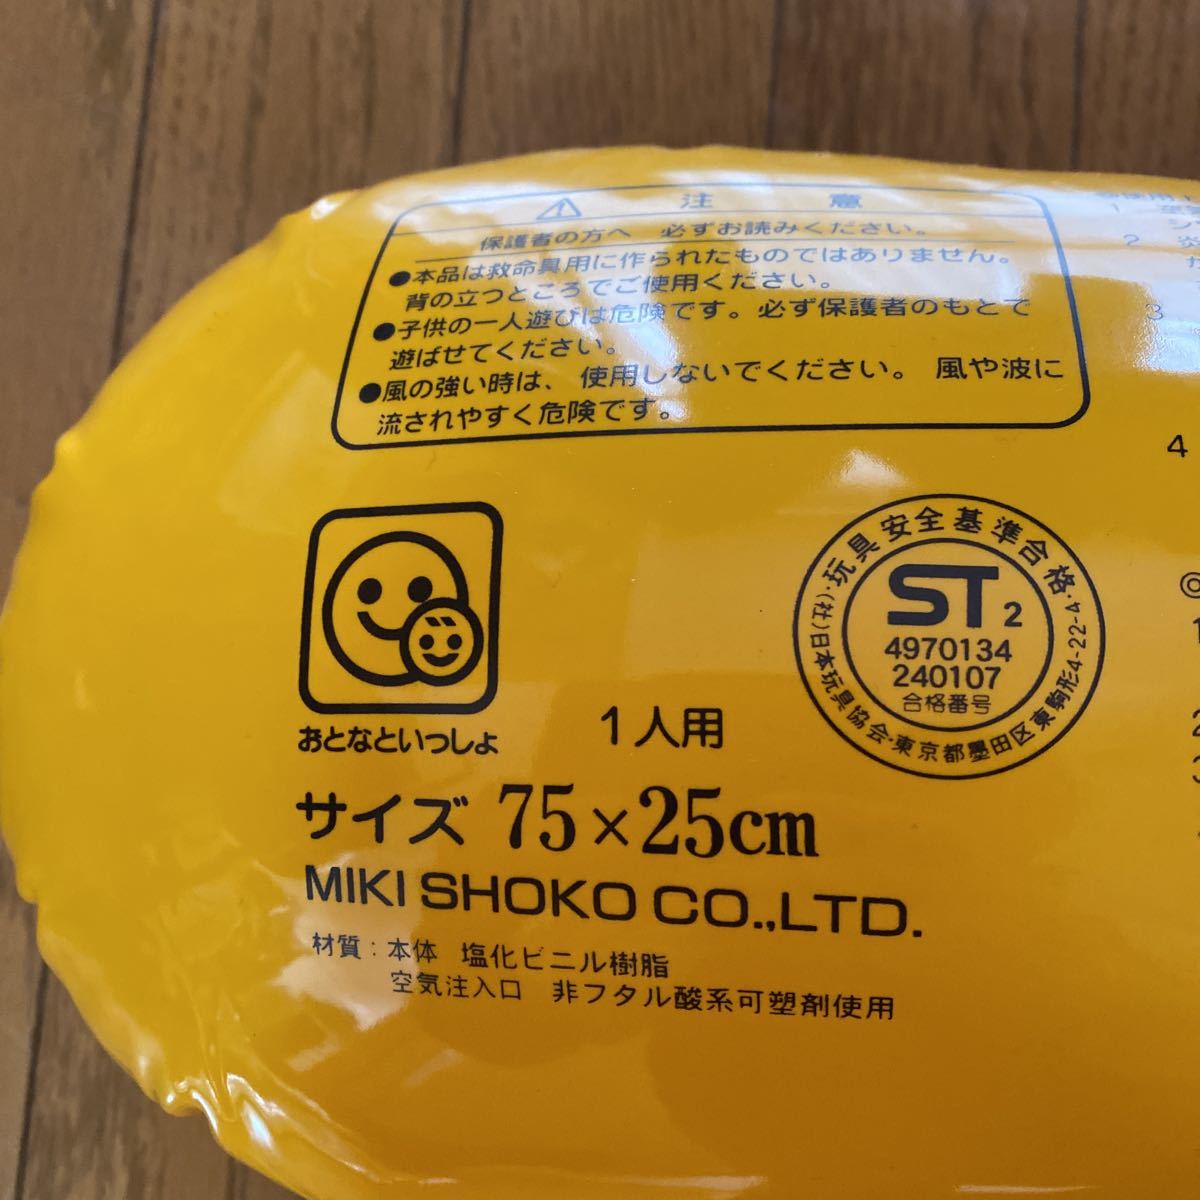 注意
保護者の方へ 必ずお読みください。
●本品は救命具用に作られたものではありません。
背の立つところでご使用ください。
●子供の一人遊びは危険です。必ず保護者のもとで
遊ばせてください。
●風の強い時は、使用しないでください。風や波に
流されやすく危険です。
1
2
3
4
・玩具安全基準合格・
(社)日本玩具協会・東京都墨田区東駒形4-22-4
ST2
4970134
240107
合格番号
おとなといっしょ
1人用
サイズ 75×25cm
MIKI SHOKO CO.,LTD.
材質:本体 塩化ビニル樹脂
空気注入口 非フタル酸系可塑剤使用
◎
1
2
3